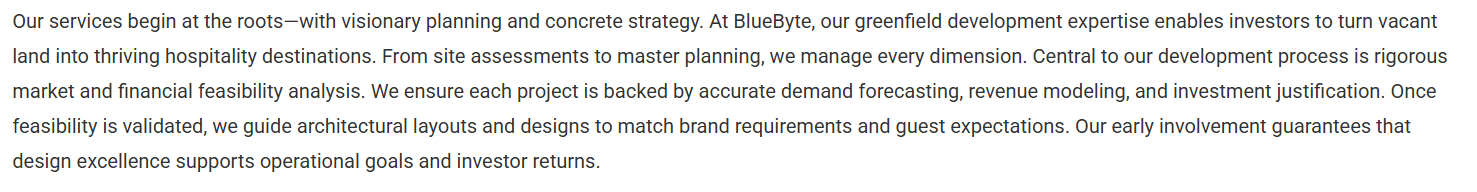 Our services begin at the roots—with visionary planning and concrete strategy. At BlueByte, our greenfield development expertise enables investors to turn vacant
land into thriving hospitality destinations. From site assessments to master planning, we manage every dimension. Central to our development process is rigorous
market and financial feasibility analysis. We ensure each project is backed by accurate demand forecasting, revenue modeling, and investment justification. Once
feasibility is validated, we guide architectural layouts and designs to match brand requirements and guest expectations. Our early involvement guarantees that
design excellence supports operational goals and investor returns.